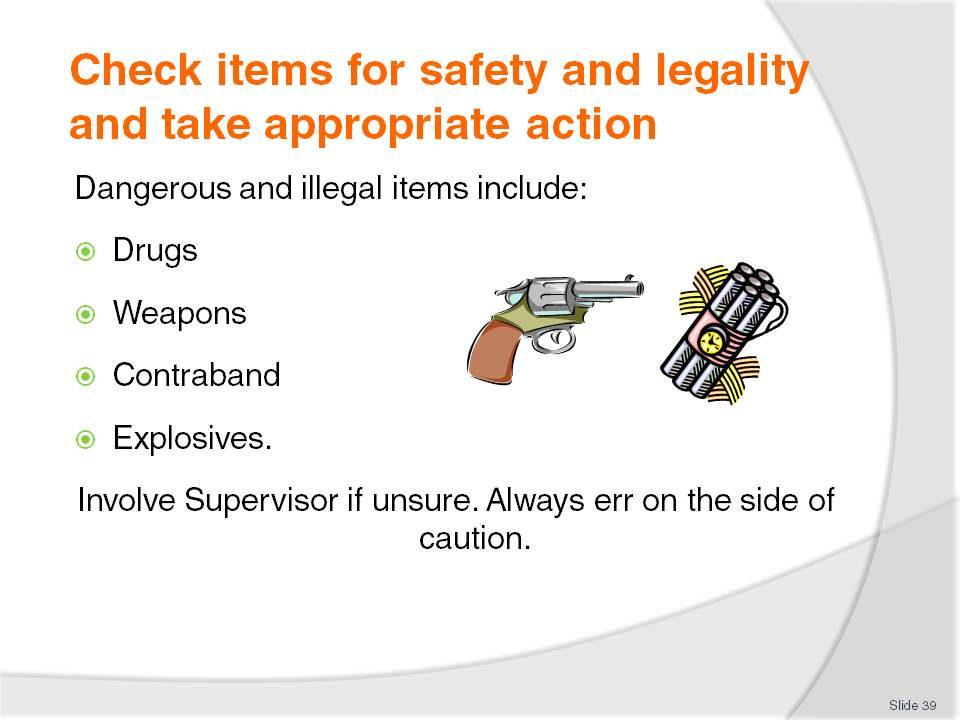 Check items for safety and legality
and take appropriate action
Dangerous and illegal items include:
Drugs
Weapons
Contraband
Explosives.
Involve Supervisor if unsure. Always err on the side of
caution.
Slide 39